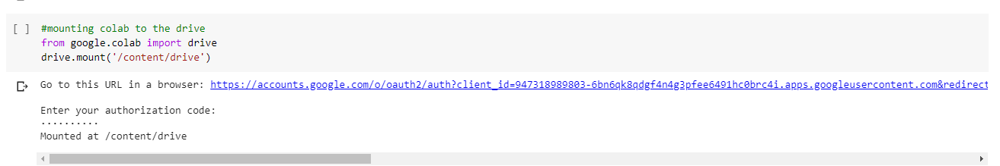 [ ] #mounting colab to the drive
from google.colab import drive
drive.mount('/content/drive')
Go to this URL in a browser: https://accounts.google.com/o/oauth2/auth?client_id=947318989803-6bn6qk8qdgf4n4g3pfee6491hc0brc4i.apps.googleusercontent.com&redirect
Enter your authorization code:
··········
Mounted at /content/drive